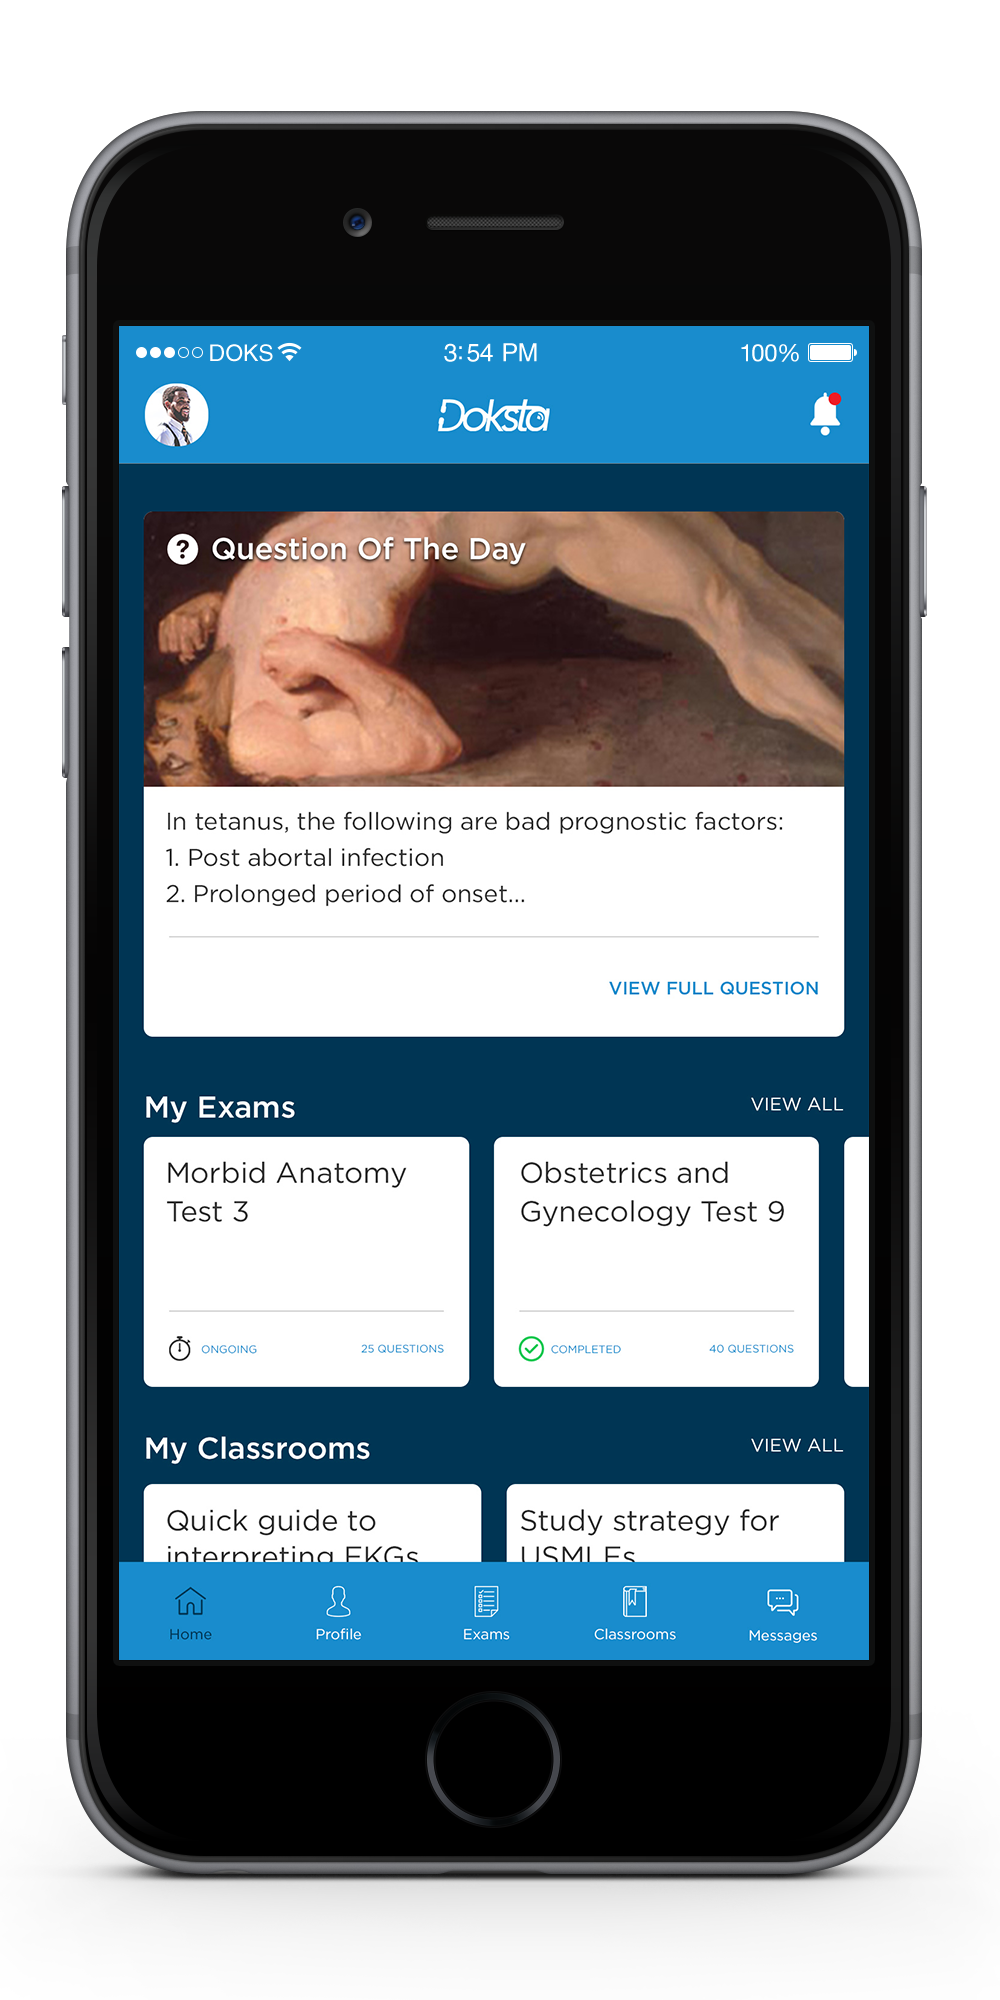 DOKS 3:54 PM 100%
Doksta
Question Of The Day
In tetanus, the following are bad prognostic factors:
1. Post abortal infection
2. Prolonged period of onset...
VIEW FULL QUESTION
My Exams VIEW ALL
Morbid Anatomy
Test 3
ONGOING 25 QUESTIONS
Obstetrics and
Gynecology Test 9
COMPLETED 40 QUESTIONS
My Classrooms VIEW ALL
Quick guide to
interpreting EKGs
Study strategy for
USMLEs
Home Profile Exams Classrooms Messages